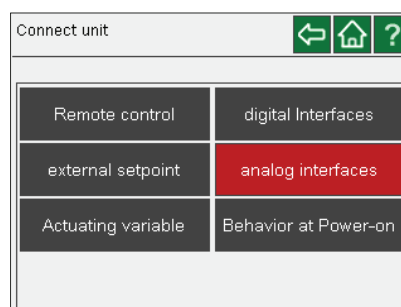 Connect unit ?
Remote control digital Interfaces
external setpoint analog interfaces
Actuating variable Behavior at Power-on